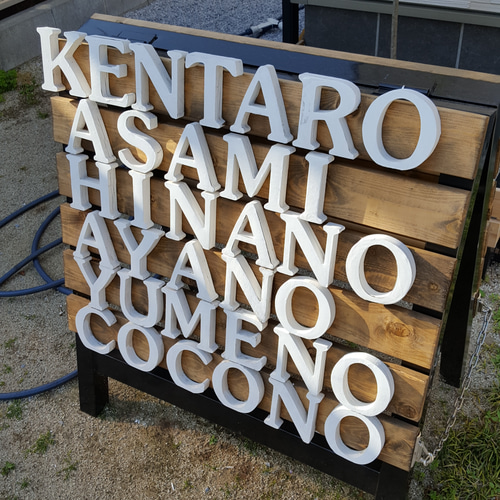 KENTARO
ASAMI
HINANO
AYANO
YUMENO
COCONO